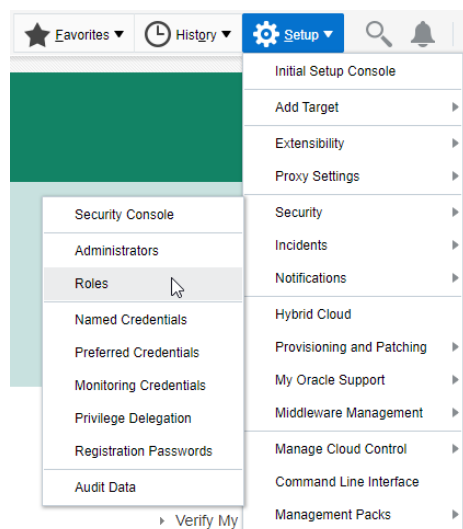 Favorites ▼ History ▼ Setup ▼
Initial Setup Console
Add Target
Extensibility
Proxy Settings
Security
Incidents
Notifications
Hybrid Cloud
Provisioning and Patching
My Oracle Support
Middleware Management
Manage Cloud Control
Command Line Interface
Management Packs
Security Console
Administrators
Roles
Named Credentials
Preferred Credentials
Monitoring Credentials
Privilege Delegation
Registration Passwords
Audit Data
Verify My